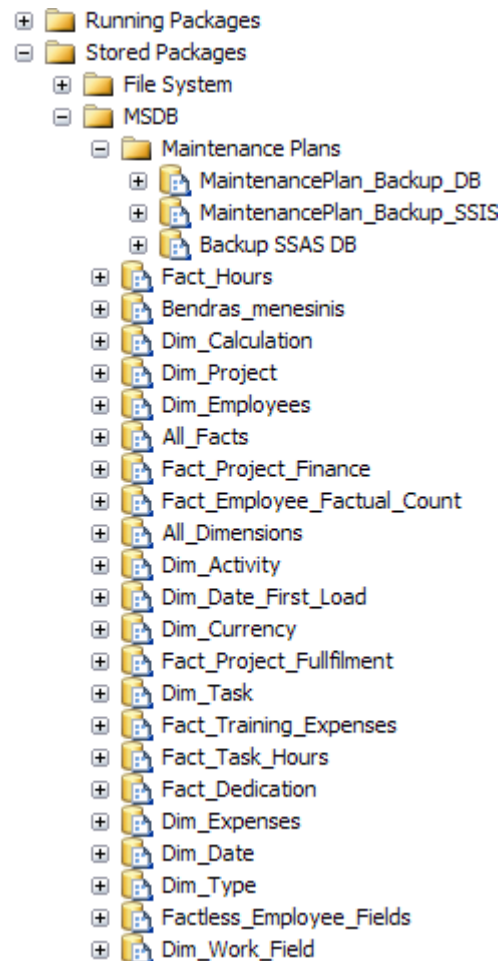 Running Packages
Stored Packages
File System
MSDB
Maintenance Plans
MaintenancePlan_Backup_DB
MaintenancePlan_Backup_SSIS
Backup SSAS DB
Fact_Hours
Bendras_menesinis
Dim_Calculation
Dim_Project
Dim_Employees
All_Facts
Fact_Project_Finance
Fact_Employee_Factual_Count
All_Dimensions
Dim_Activity
Dim_Date_First_Load
Dim_Currency
Fact_Project_Fullfilment
Dim_Task
Fact_Training_Expenses
Fact_Task_Hours
Fact_Dedication
Dim_Expenses
Dim_Date
Dim_Type
Factless_Employee_Fields
Dim_Work_Field